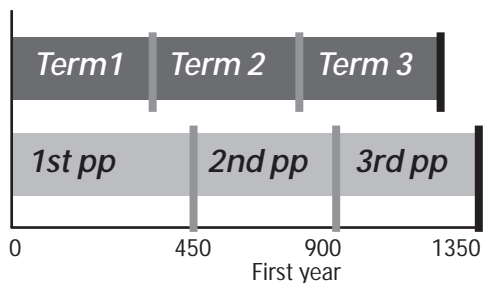 Term1 Term 2 Term 3
1st pp 2nd pp 3rd pp
0 450 900 1350
First year